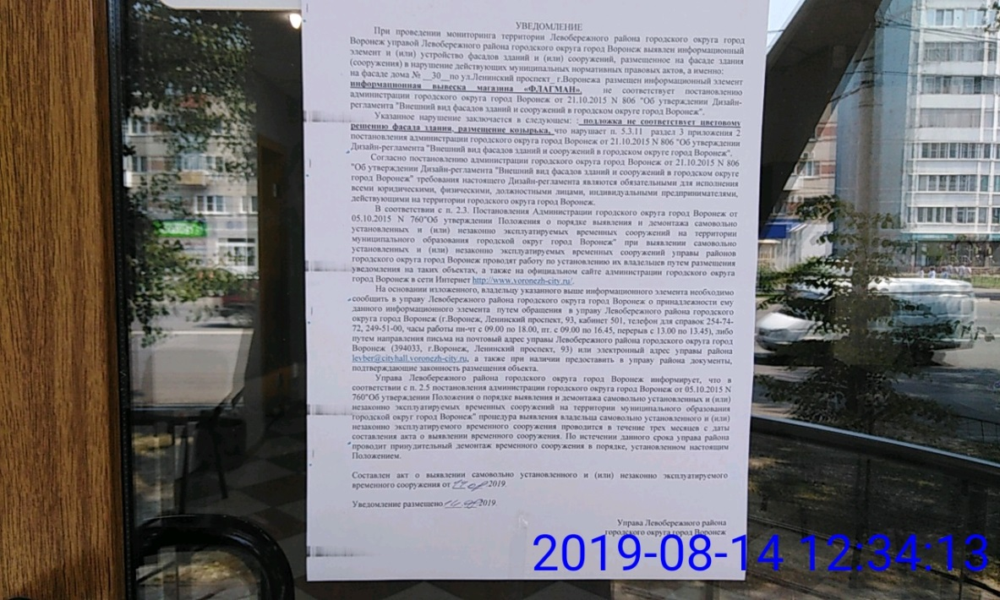 УВЕДОМЛЕНИЕ
При проведении мониторинга территории Левобережного района городского округа город
Воронеж управой Левобережного района городского округа город Воронеж выявлен информационный
элемент и (или) устройство фасадов зданий и (или) сооружений, размещенное на фасаде здания
(сооружения) в нарушение действующих муниципальных нормативных правовых актов, а именно:
на фасаде дома № __30__по ул.Ленинский проспект_ г.Воронежа размещен информационный элемент
информационная вывеска магазина «ФЛАГМАН», не соответствует постановлению
администрации городского округа город Воронеж от 21.10.2015 N 806 "Об утверждении Дизайн-
регламента "Внешний вид фасадов зданий и сооружений в городском округе город Воронеж".
Указанное нарушение заключается в следующем: : подложка не соответствует цветовому
решению фасада здания, размещение козырька, что нарушает п. 5.3.11 раздел 3 приложения 2
постановления администрации городского округа город Воронеж от 21.10.2015 N 806 "Об утверждении
Дизайн-регламента "Внешний вид фасадов зданий и сооружений в городском округе город Воронеж".
Согласно постановлению администрации городского округа город Воронеж от 21.10.2015 N 806
"Об утверждении Дизайн-регламента "Внешний вид фасадов зданий и сооружений в городском округе
город Воронеж" требования настоящего Дизайн-регламента являются обязательными для исполнения
всеми юридическими, физическими, должностными лицами, индивидуальными предпринимателями,
действующими на территории городского округа город Воронеж.
В соответствии с п. 2.3. Постановления Администрации городского округа город Воронеж от
05.10.2015 N 760"Об утверждении Положения о порядке выявления и демонтажа самовольно
установленных и (или) незаконно эксплуатируемых временных сооружений на территории
муниципального образования городской округ город Воронеж" при выявлении самовольно
установленных и (или) незаконно эксплуатируемых временных сооружений управы районов
городского округа город Воронеж проводят работу по установлению их владельцев путем размещения
уведомления на таких объектах, а также на официальном сайте администрации городского округа
город Воронеж в сети Интернет http://www.voronezh-city.ru/.
На основании изложенного, владельцу указанного выше информационного элемента необходимо
сообщить в управу Левобережного района городского округа город Воронеж о принадлежности ему
данного информационного элемента путем обращения в управу Левобережного района городского
округа город Воронеж (г.Воронеж, Ленинский проспект, 93, кабинет 501, телефон для справок 254-74-
72, 249-51-00, часы работы пн-чт с 09.00 по 18.00, пт. с 09.00 по 16.45, перерыв с 13.00 по 13.45), либо
путем направления письма на почтовый адрес управы Левобережного района городского округа город
Воронеж (394033, г.Воронеж, Ленинский проспект, 93) или электронный адрес управы района
levber@cityhall.voronezh-city.ru, а также при наличии предоставить в управу района документы,
подтверждающие законность размещения объекта.
Управа Левобережного района городского округа город Воронеж информирует, что в
соответствии с п. 2.5 постановления администрации городского округа город Воронеж от 05.10.2015 N
760"Об утверждении Положения о порядке выявления и демонтажа самовольно установленных и (или)
незаконно эксплуатируемых временных сооружений на территории муниципального образования
городской округ город Воронеж" процедура выявления владельца самовольно установленного и (или)
незаконно эксплуатируемого временного сооружения проводится в течение трех месяцев с даты
составления акта о выявлении временного сооружения. По истечении данного срока управа района
проводит принудительный демонтаж временного сооружения в порядке, установленном настоящим
Положением.
Составлен акт о выявлении самовольно установленного и (или) незаконно эксплуатируемого
временного сооружения от 2019.
Уведомление размещено 14.08 2019.
Управа Левобережного района
городского округа город Воронеж
2019-08-14 12:34:13